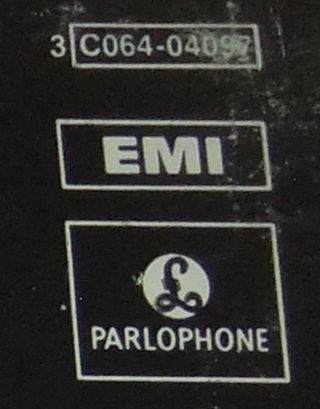 3 C064-04097
EMI
£
PARLOPHONE